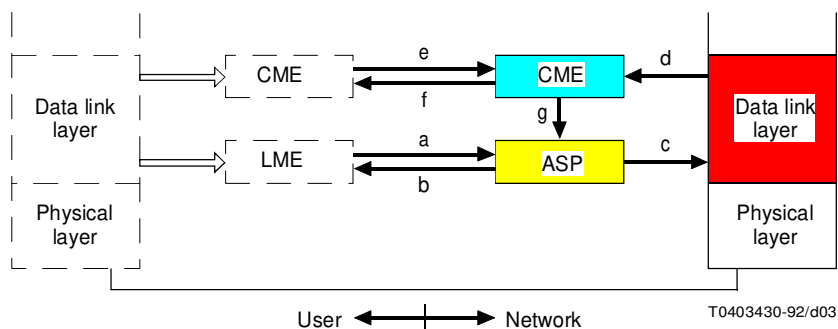 e
d
CME
CME
f
Data link
layer
g
Data link
layer
a
LME
ASP
c
b
Physical
layer
Physical
layer
User
Network
T0403430-92/d03